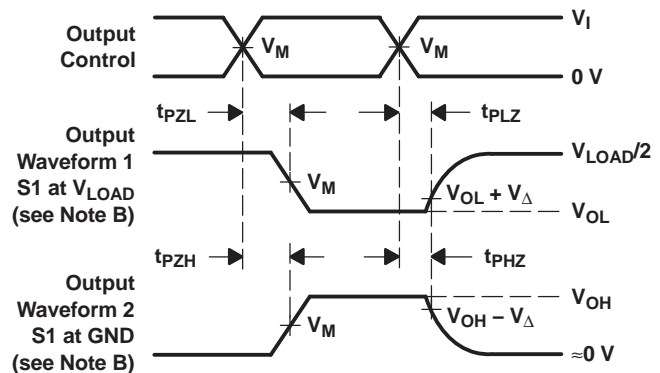 Output
Control
V_M
V_M
V_I
0 V
t_PZL
t_PLZ
Output
Waveform 1
S1 at V_LOAD
(see Note B)
V_M
V_LOAD/2
V_OL + V_Δ
V_OL
t_PZH
t_PHZ
Output
Waveform 2
S1 at GND
(see Note B)
V_M
V_OH
V_OH − V_Δ
≈0 V